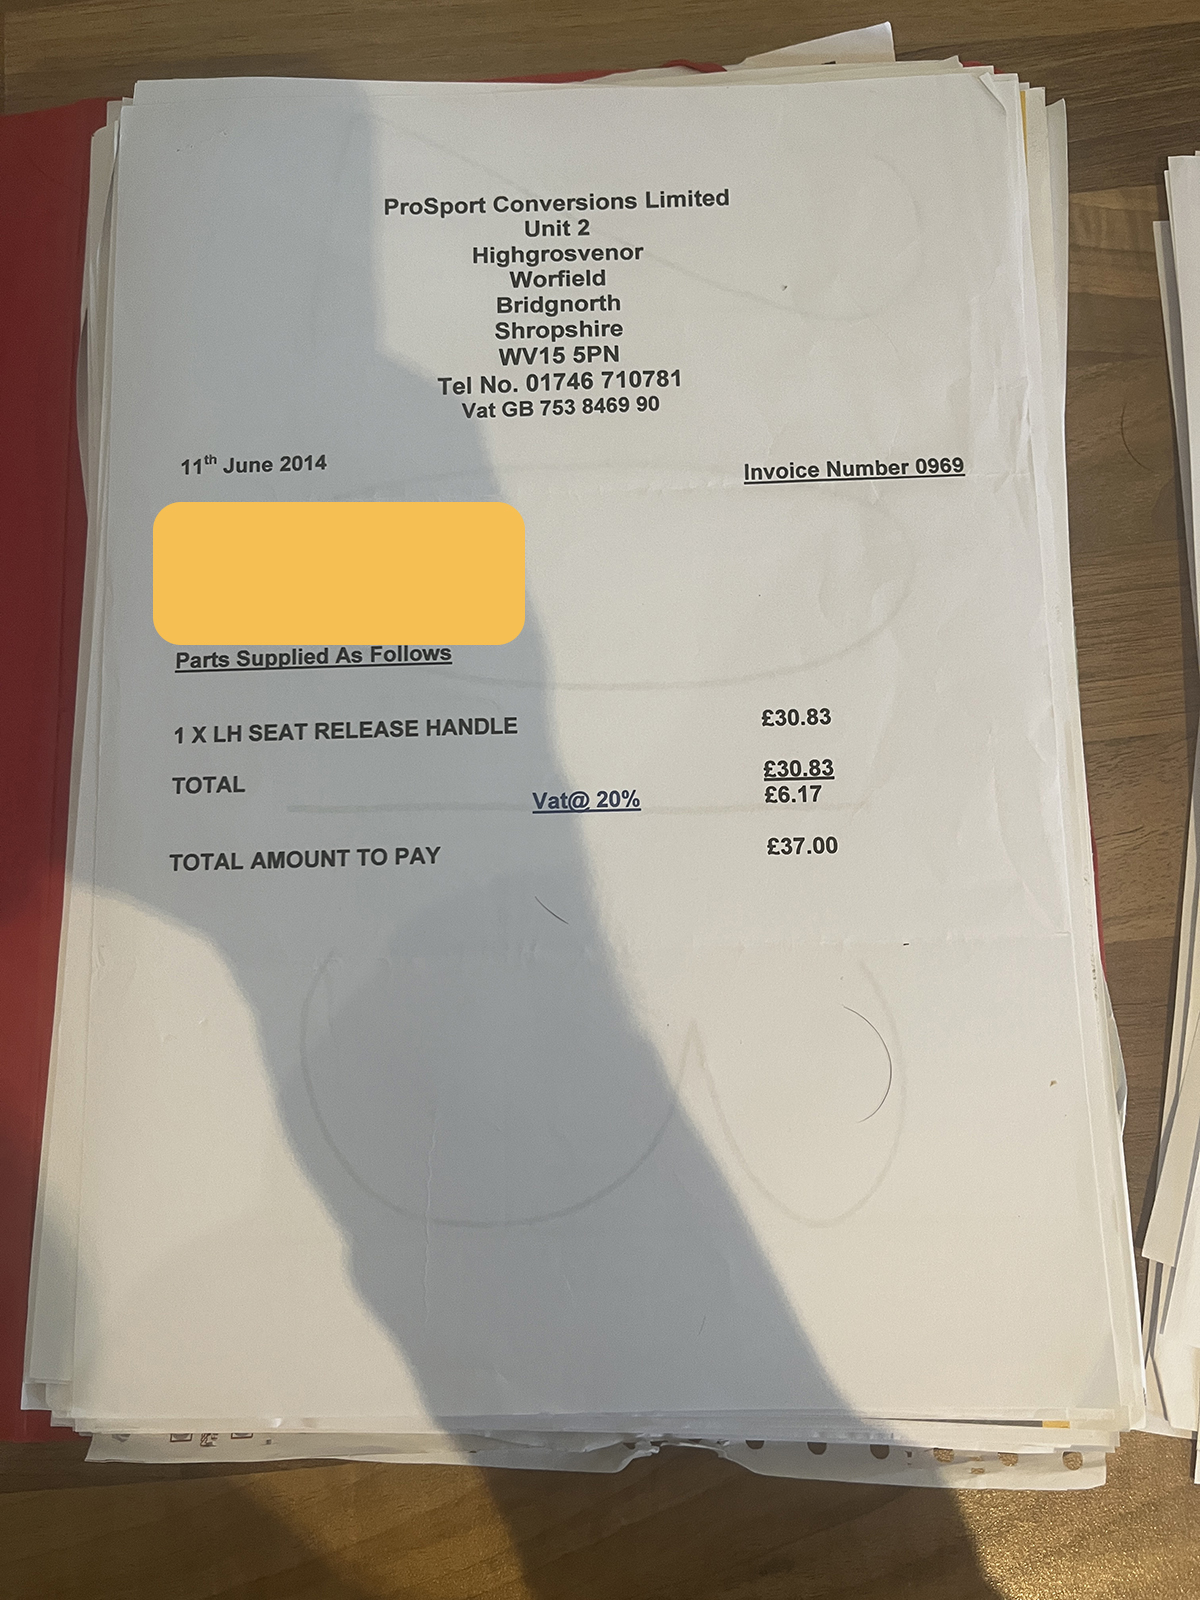 ProSport Conversions Limited
Unit 2
Highgrosvenor
Worfield
Bridgnorth
Shropshire
WV15 5PN
Tel No. 01746 710781
Vat GB 753 8469 90
11th June 2014 Invoice Number 0969
Parts Supplied As Follows
1 X LH SEAT RELEASE HANDLE £30.83
TOTAL £30.83
Vat@ 20% £6.17
TOTAL AMOUNT TO PAY £37.00